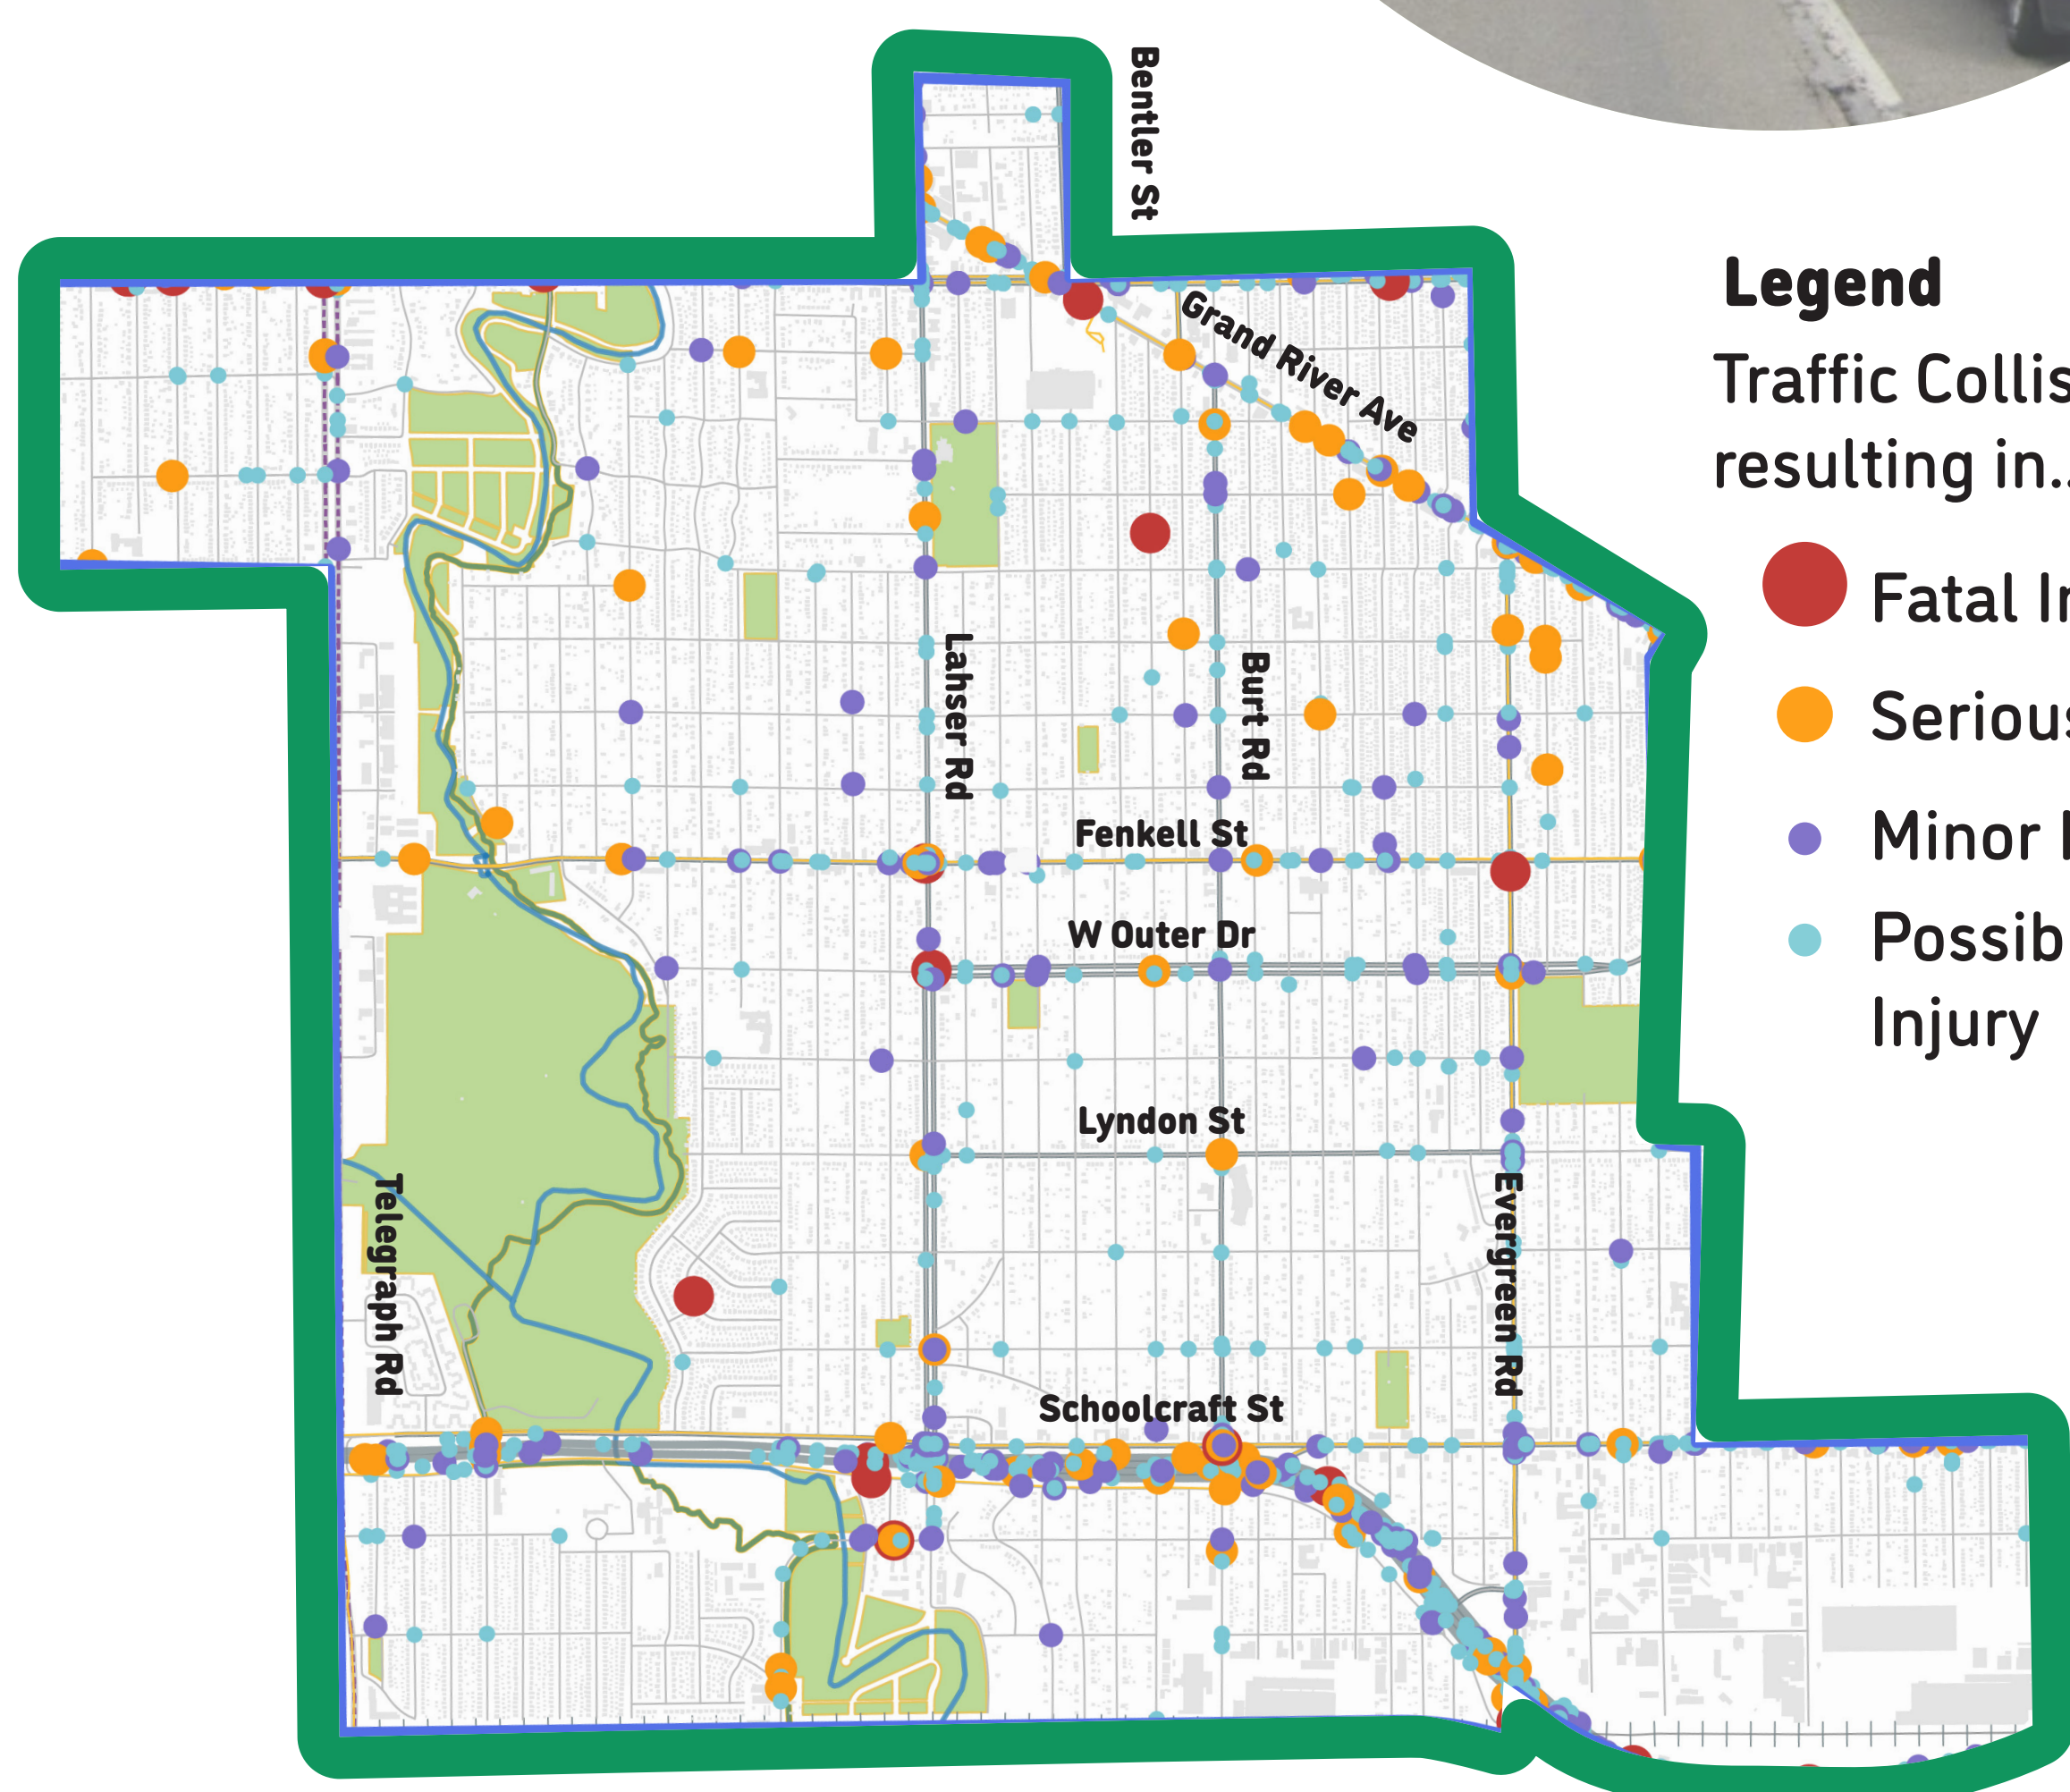 Bentler St
Grand River Ave
Lahser Rd
Burt Rd
Fenkell St
W Outer Dr
Lyndon St
Telegraph Rd
Evergreen Rd
Schoolcraft St
Legend
Traffic Collis
resulting in..
Fatal In
Serious
Minor I
Possib
Injury